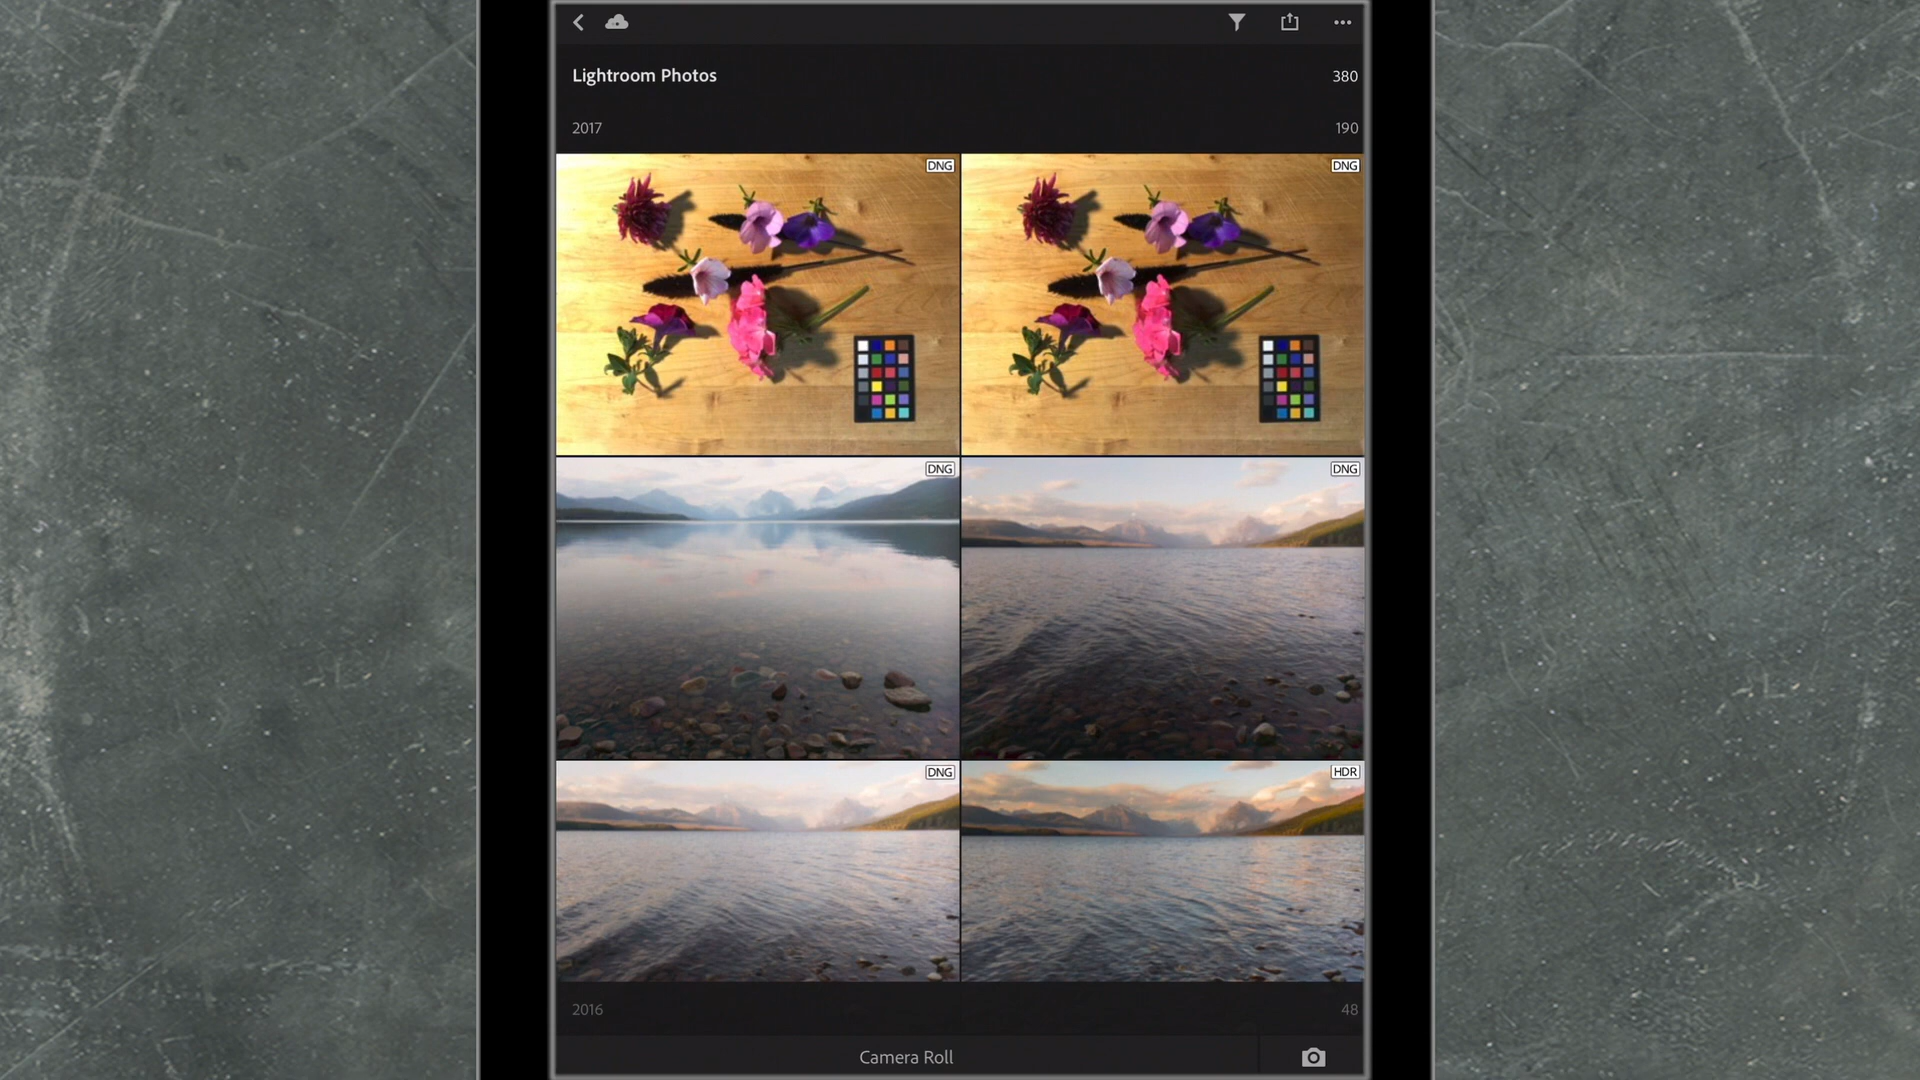 Lightroom Photos 380
2017 190
DNG DNG
DNG DNG
DNG HDR
2016 48
Camera Roll